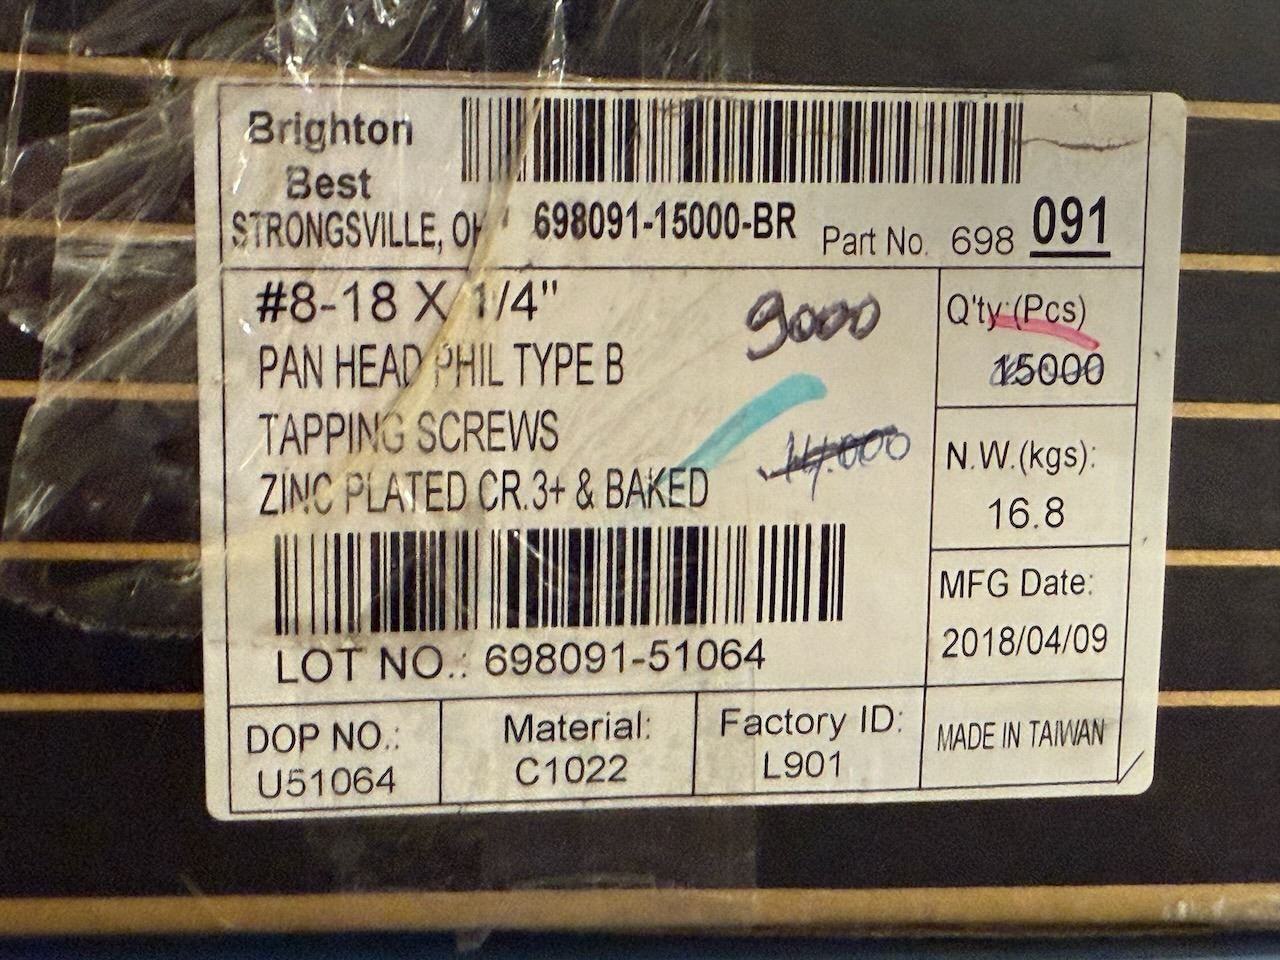 Brighton
Best
STRONGSVILLE, OH
698091-15000-BR
Part No. 698 091
#8-18 X 1/4"
PAN HEAD PHIL TYPE B
TAPPING SCREWS
ZINC PLATED CR.3+ & BAKED
9000
14.000
Q'ty:(Pcs)
15000
N.W.(kgs):
16.8
MFG Date:
2018/04/09
LOT NO.: 698091-51064
DOP NO.:
U51064
Material:
C1022
Factory ID:
L901
MADE IN TAIWAN